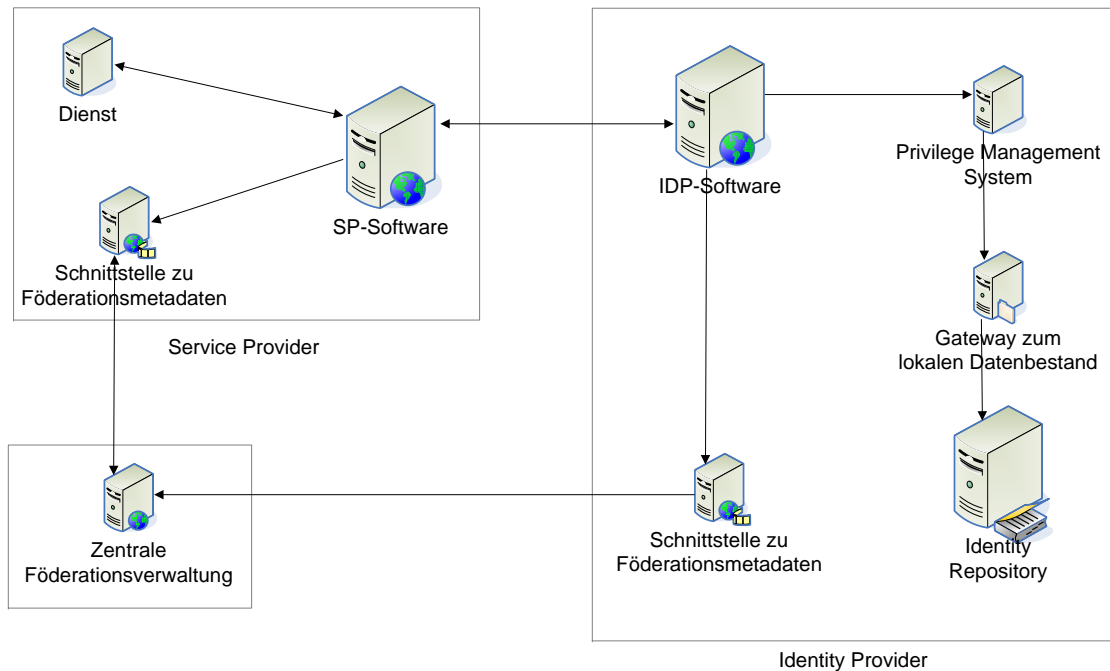 Dienst
SP-Software
Schnittstelle zu
Föderationsmetadaten
Service Provider
Zentrale
Föderationsverwaltung
IDP-Software
Privilege Management
System
Gateway zum
lokalen Datenbestand
Schnittstelle zu
Föderationsmetadaten
Identity
Repository
Identity Provider